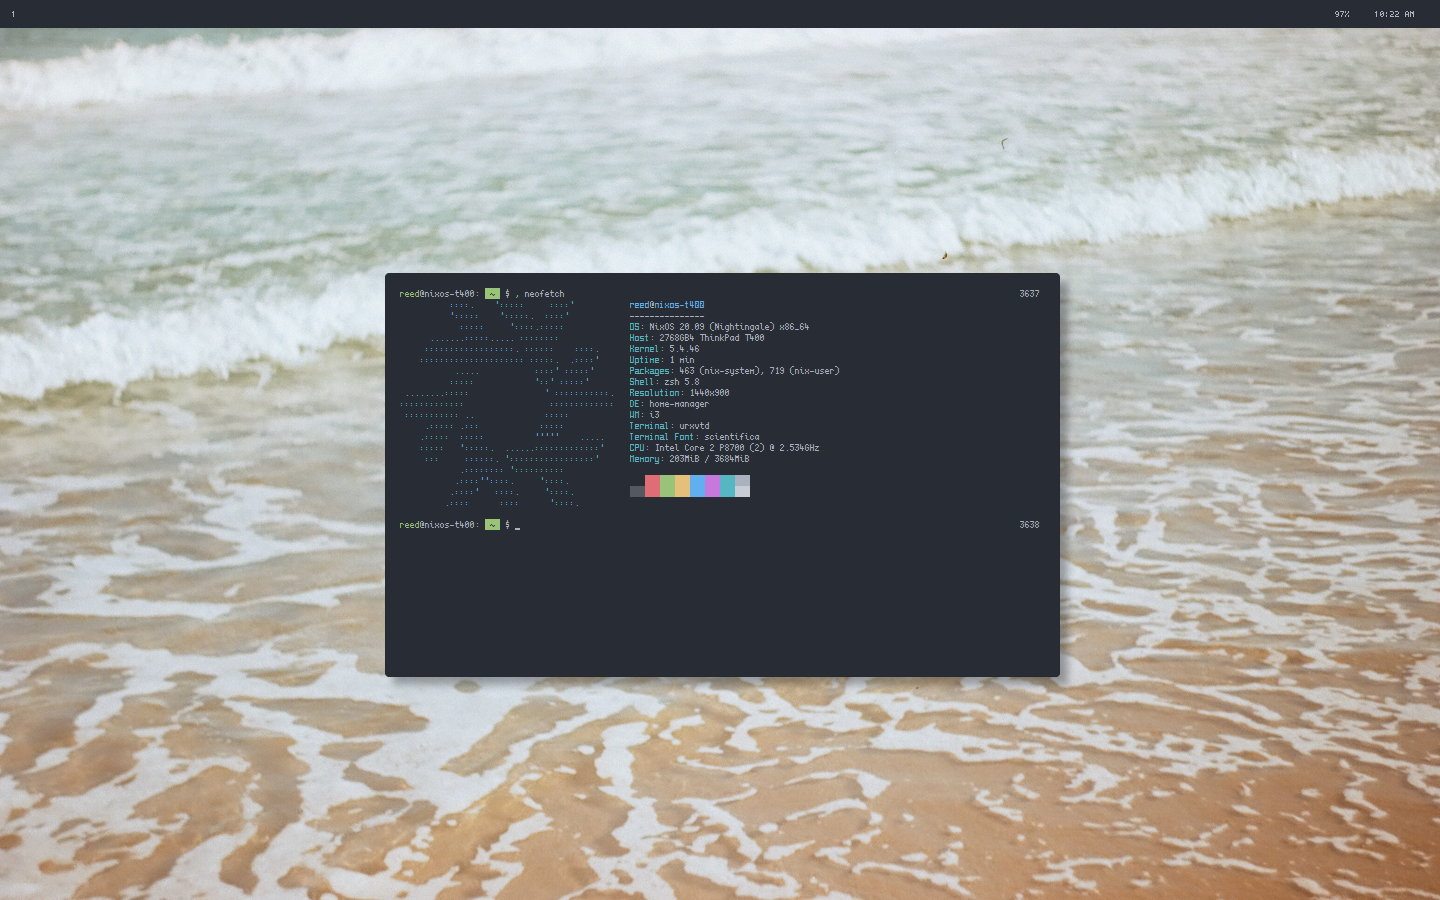 1
97% 10:22 AM
reed@nixos-t400: ~ $ , neofetch 3637
reed@nixos-t400
---------------
OS: NixOS 20.09 (Nightingale) x86_64
Host: 2768GB4 ThinkPad T400
Kernel: 5.4.46
Uptime: 1 min
Packages: 463 (nix-system), 719 (nix-user)
Shell: zsh 5.8
Resolution: 1440x900
DE: home-manager
WM: i3
Terminal: urxvtd
Terminal Font: scientifica
CPU: Intel Core 2 P8700 (2) @ 2.534GHz
Memory: 203MiB / 3684MiB
reed@nixos-t400: ~ $ _ 3638